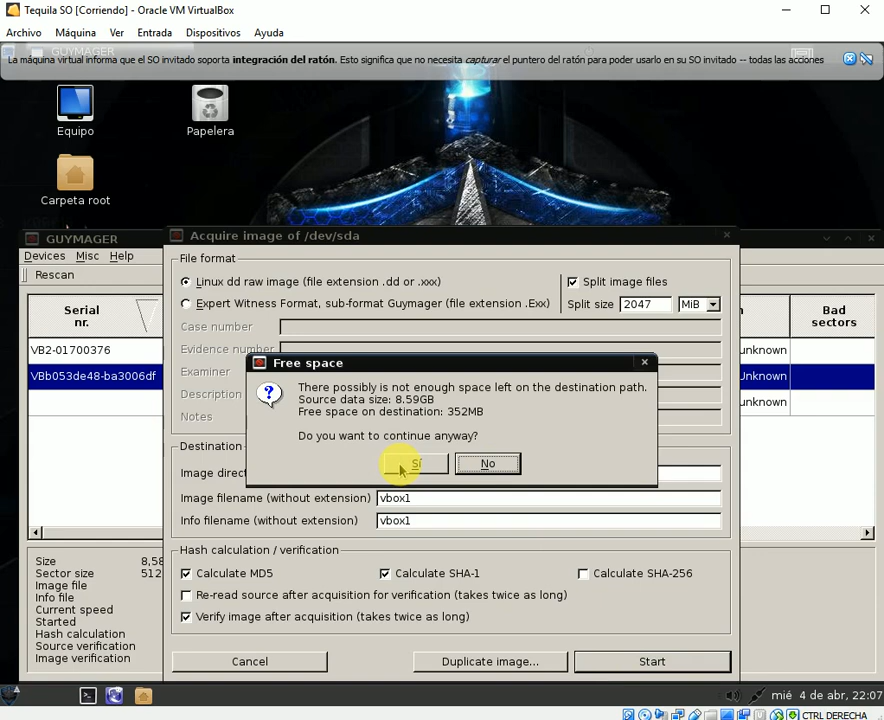 Tequila SO [Corriendo] - Oracle VM VirtualBox
Archivo Máquina Ver Entrada Dispositivos Ayuda
GUYMAGER
La máquina virtual informa que el SO invitado soporta integración del ratón. Esto significa que no necesita capturar el puntero del ratón para poder usarlo en su SO invitado -- todas las acciones
Equipo
Papelera
Carpeta root
GUYMAGER
Devices Misc Help
Rescan
Serial nr.
VB2-01700376
VBb053de48-ba3006df
Bad sectors
Unknown
Unknown
Unknown
Size 8,58
Sector size 512
Image file
Info file
Current speed
Started
Hash calculation
Source verification
Image verification
Acquire image of /dev/sda
File format
Linux dd raw image (file extension .dd or .xxx)
Split image files
Expert Witness Format, sub-format Guymager (file extension .Exx)
Split size 2047 MiB
Case number
Evidence number
Examiner
Description
Notes
Free space
There possibly is not enough space left on the destination path.
Source data size: 8.59GB
Free space on destination: 352MB
Do you want to continue anyway?
Sí No
Destination
Image direct
Image filename (without extension) vbox1
Info filename (without extension) vbox1
Hash calculation / verification
Calculate MD5 Calculate SHA-1 Calculate SHA-256
Re-read source after acquisition for verification (takes twice as long)
Verify image after acquisition (takes twice as long)
Cancel Duplicate image... Start
mié 4 de abr, 22:07
CTRL DERECHA